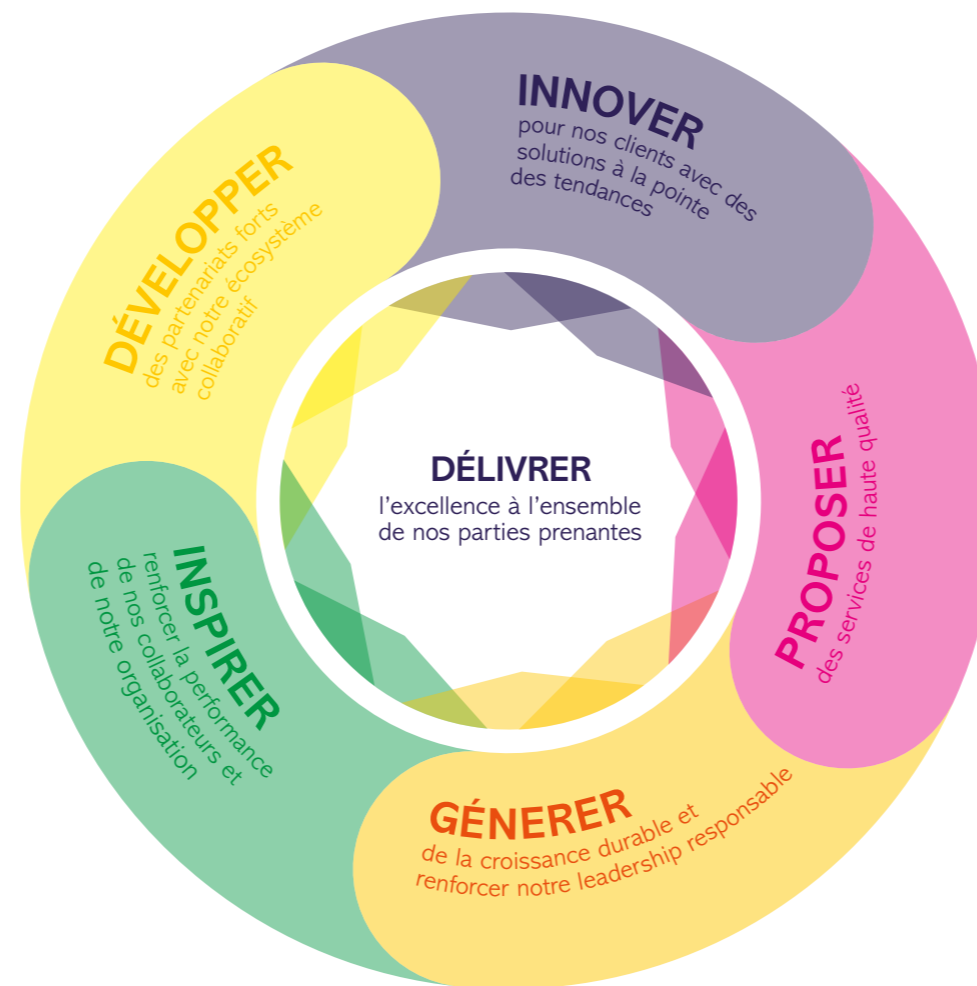 INNOVER
pour nos clients avec des
solutions à la pointe
des tendances
PROPOSER
des services de haute qualité
GÉNERER
de la croissance durable et
renforcer notre leadership responsable
INSPIRER
renforcer la performance
de nos collaborateurs et
de notre organisation
DÉVELOPPER
des partenariats forts
avec notre écosystème
collaboratif
DÉLIVRER
l’excellence à l’ensemble
de nos parties prenantes